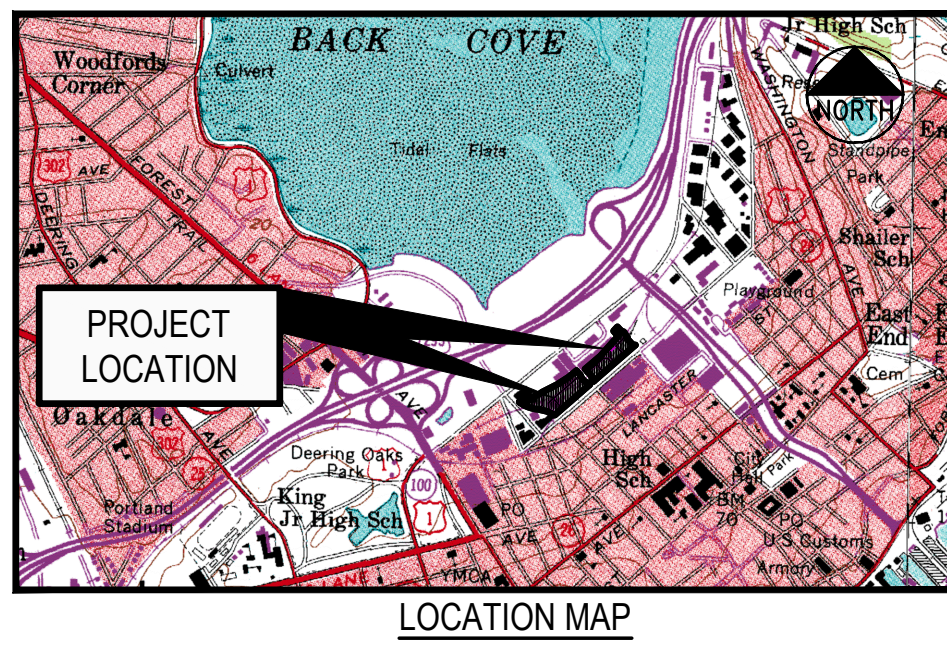 BACK COVE
Jr High Sch
Woodfords
Corner
Culvert
WASHINGTON
NORTH
Tidal Flats
Standpipe
Park
302
AVE
FOREST
1
DEERING
RAIL
20
26
Shailer
Sch
AVE
Playground
ST
East
End
PROJECT
LOCATION
LANCASTER
Cem
Oakdale
302
AVE
25
AVE
Deering Oaks
Park
1
100
High
Sch
City
Hall
Park
King
Jr High Sch
1
PO
BM
70
PO
Portland
Stadium
AVE
26
AVE
U S Customs
Armory
YMCA
LOCATION MAP